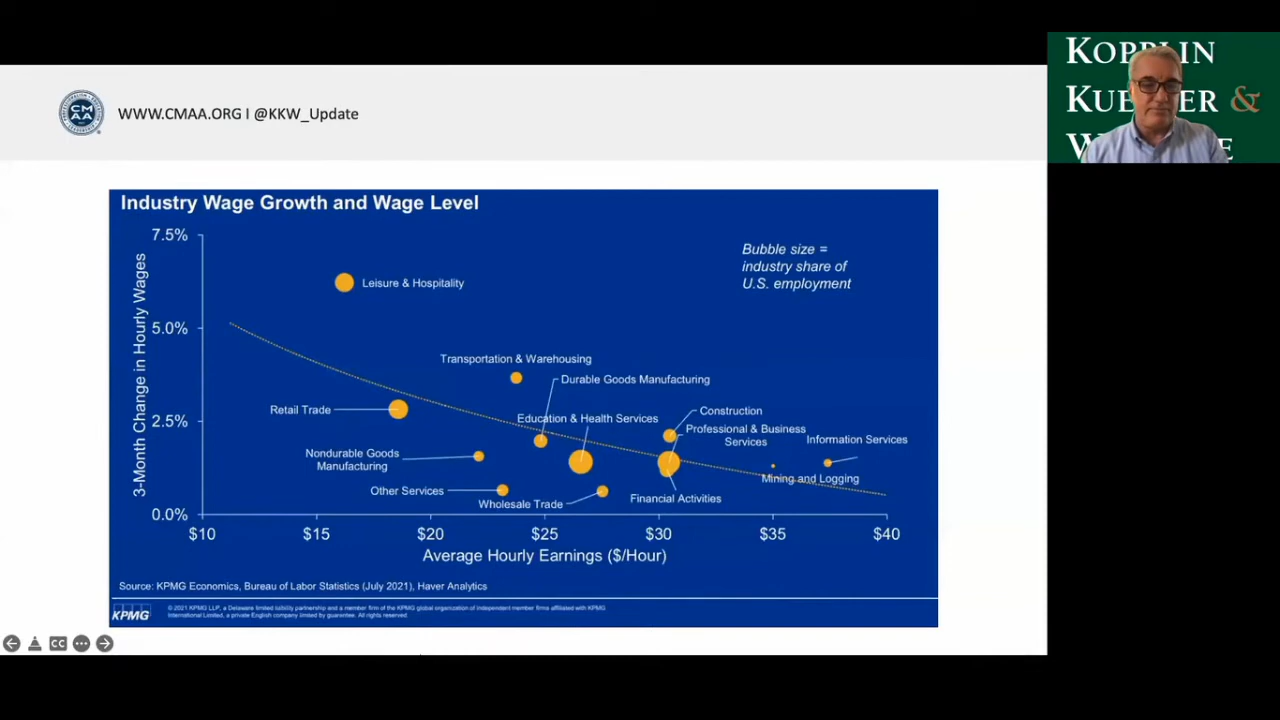 KOPPLIN
KUEBLER &
WWW.CMAA.ORG I @KKW_Update
CM
AA
Industry Wage Growth and Wage Level
7.5%
5.0%
2.5%
0.0%
3-Month Change in Hourly Wages
Bubble size =
industry share of
U.S. employment
Leisure & Hospitality
Transportation & Warehousing
Durable Goods Manufacturing
Retail Trade
Education & Health Services
Construction
Professional & Business
Services
Information Services
Nondurable Goods
Manufacturing
Mining and Logging
Other Services
Wholesale Trade
Financial Activities
$10
$15
$20
$25
$30
$35
$40
Average Hourly Earnings ($/Hour)
Source: KPMG Economics, Bureau of Labor Statistics (July 2021), Haver Analytics
KPMG
© 2021 KPMG LLP, a Delaware limited liability partnership and a member firm of the KPMG global organization of independent member firms affiliated with KPMG
International Limited, a private English company limited by guarantee. All rights reserved.
CC